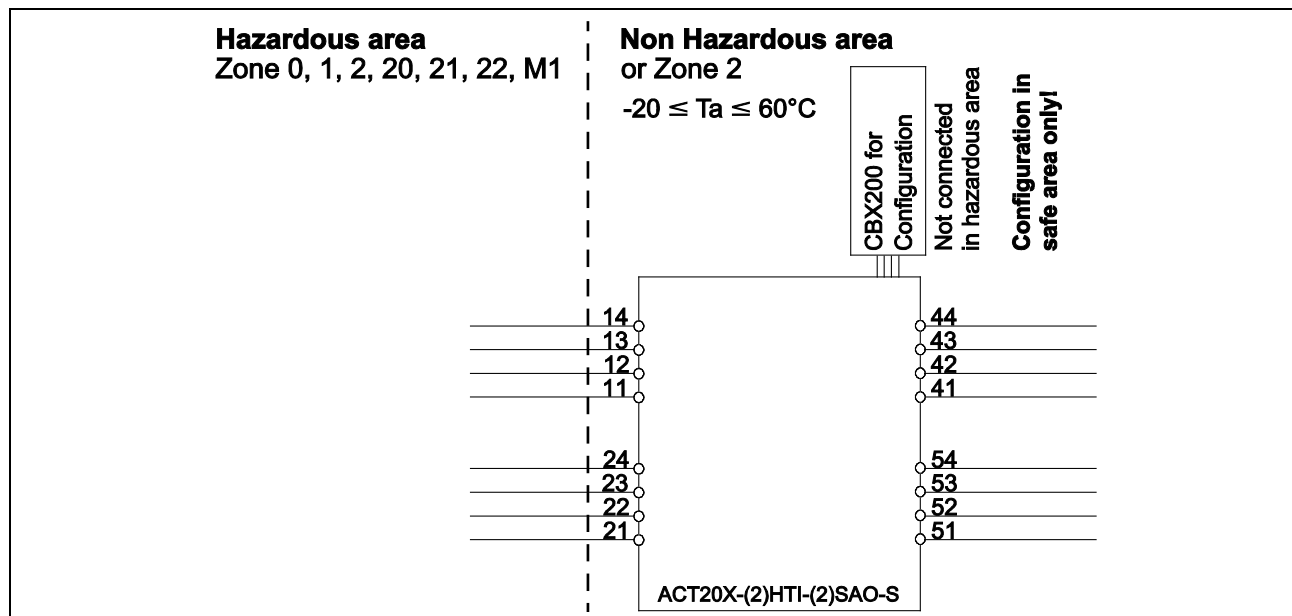 Hazardous area
Zone 0, 1, 2, 20, 21, 22, M1
Non Hazardous area
or Zone 2
-20 ≤ Ta ≤ 60°C
CBX200 for
Configuration
Not connected
in hazardous area
Configuration in
safe area only!
14
13
12
11
24
23
22
21
44
43
42
41
54
53
52
51
ACT20X-(2)HTI-(2)SAO-S